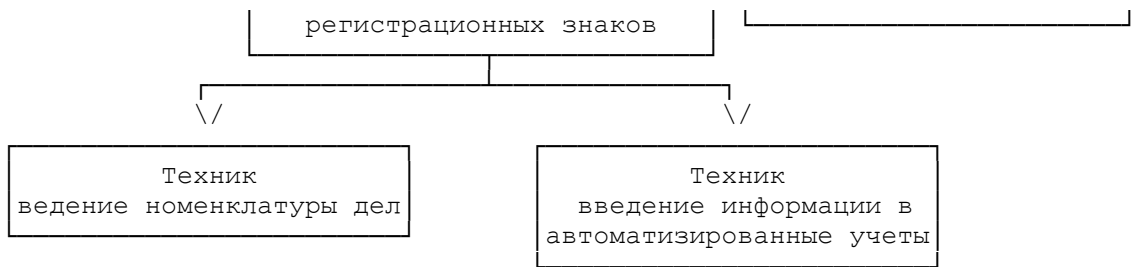 регистрационных знаков
\/ \/
Техник Техник
ведение номенклатуры дел введение информации в
автоматизированные учеты